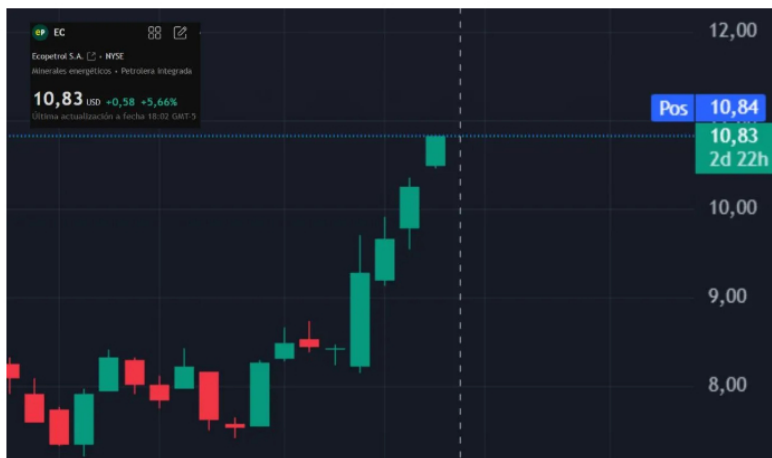 eP EC
Ecopetrol S.A. • NYSE
Minerales energéticos • Petrolera integrada
10,83 USD +0,58 +5,66%
Última actualización a fecha 18:02 GMT-5
12,00
Pos 10,84
10,83
2d 22h
10,00
9,00
8,00